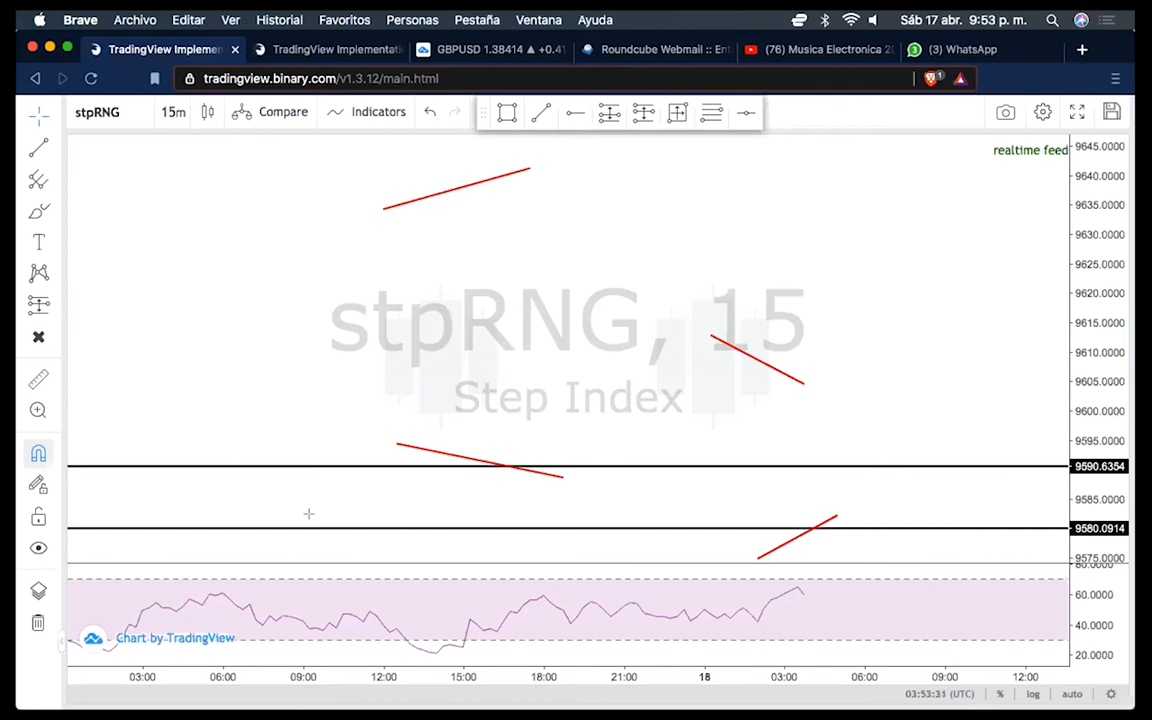 Brave Archivo Editar Ver Historial Favoritos Personas Pestaña Ventana Ayuda Sáb 17 abr. 9:53 p. m.
TradingView Implemen TradingView Implementati GBPUSD 1.38414 ▲ +0.41 Roundcube Webmail :: Ent (76) Musica Electronica 20 (3) WhatsApp
tradingview.binary.com/v1.3.12/main.html
stpRNG 15m Compare Indicators
realtime feed
9645.0000
9640.0000
9635.0000
9630.0000
9625.0000
9620.0000
9615.0000
9610.0000
9605.0000
9600.0000
9595.0000
9590.6354
9585.0000
9580.0914
9575.0000
stpRNG, 15
Step Index
80.0000
60.0000
40.0000
20.0000
Chart by TradingView
03:00 06:00 09:00 12:00 15:00 18:00 21:00 18 03:00 06:00 09:00 12:00
03:53:31 (UTC) % log auto